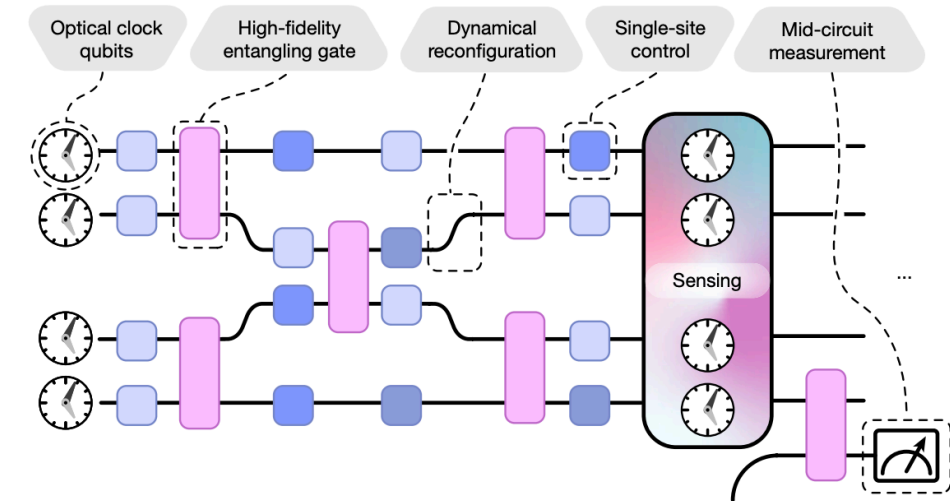 Optical clock
qubits
High-fidelity
entangling gate
Dynamical
reconfiguration
Single-site
control
Mid-circuit
measurement
Sensing
...